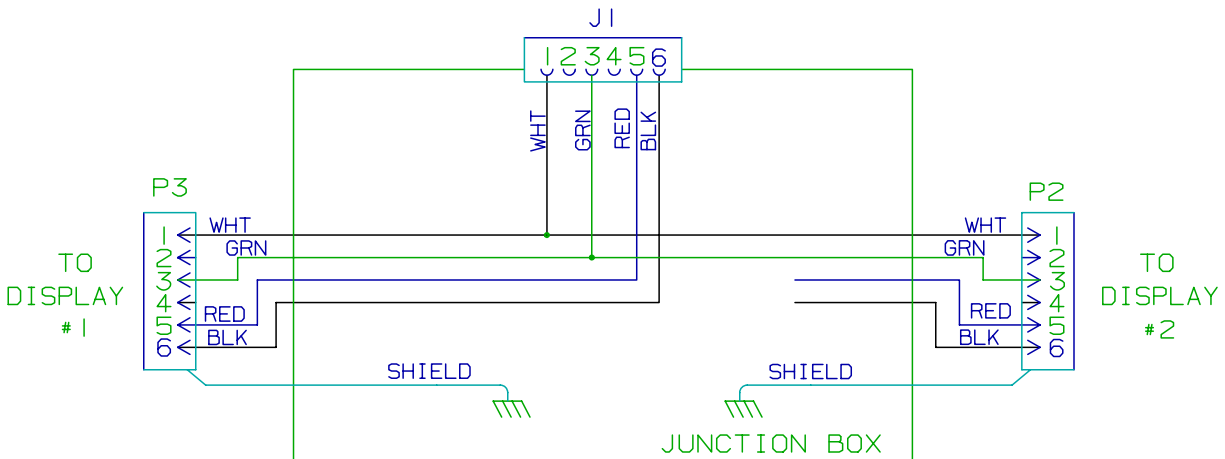 J1
1 2 3 4 5 6
WHT
GRN
RED
BLK
P3
1
2
3
4
5
6
WHT
GRN
RED
BLK
TO
DISPLAY
#1
SHIELD
P2
WHT
GRN
RED
BLK
1
2
3
4
5
6
TO
DISPLAY
#2
SHIELD
JUNCTION BOX